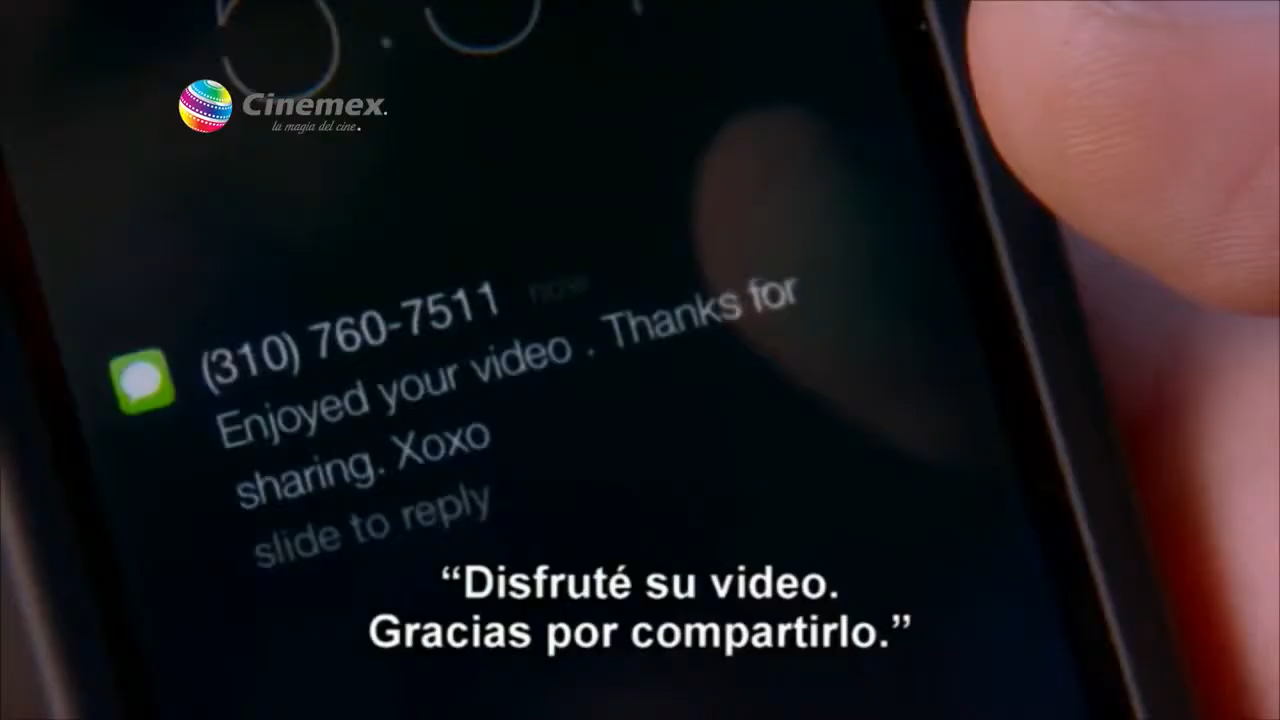 Cinemex.
la magia del cine.
(310) 760-7511 now
Enjoyed your video . Thanks for
sharing. Xoxo
slide to reply
“Disfruté su video.
Gracias por compartirlo.”